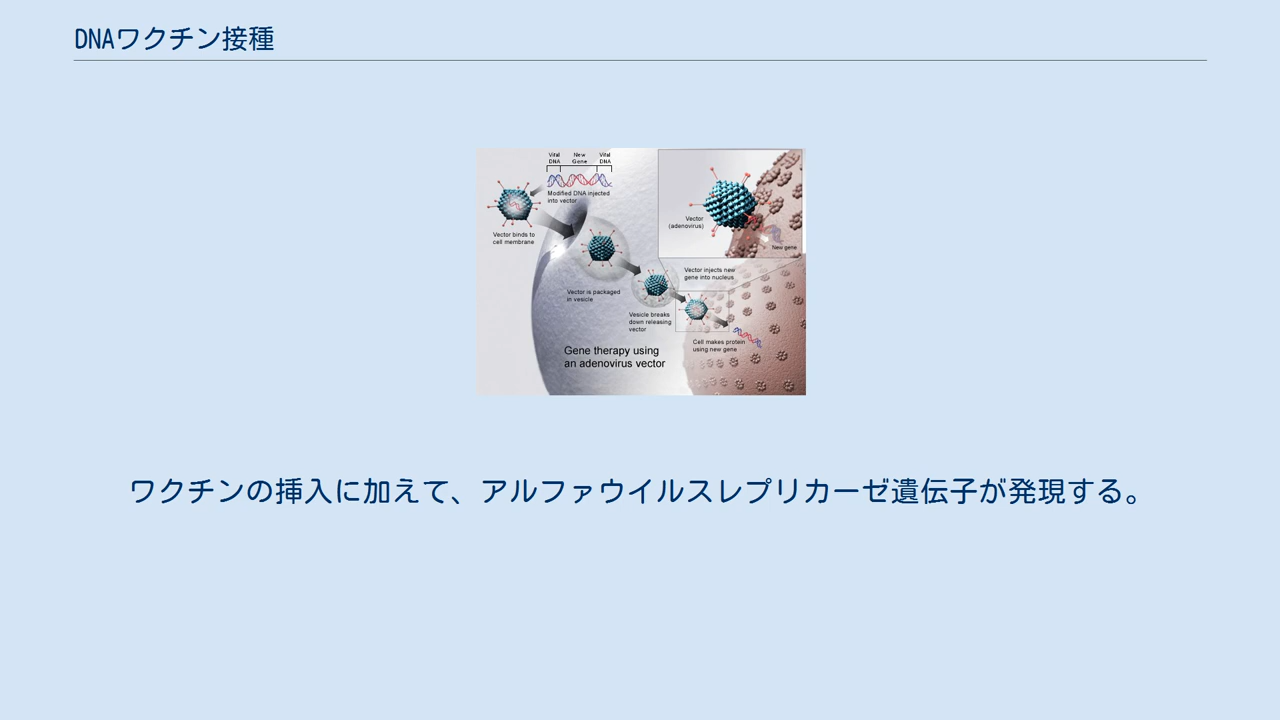 DNAワクチン接種
Viral New Viral
DNA Gene DNA
Modified DNA injected
into vector
Vector binds to
cell membrane
Vector is packaged
in vesicle
Vesicle breaks
down releasing
vector
Vector
(adenovirus)
New gene
Vector injects new
gene into nucleus
Cell makes protein
using new gene
Gene therapy using
an adenovirus vector
ワクチンの挿入に加えて、アルファウイルスレプリカーゼ遺伝子が発現する。